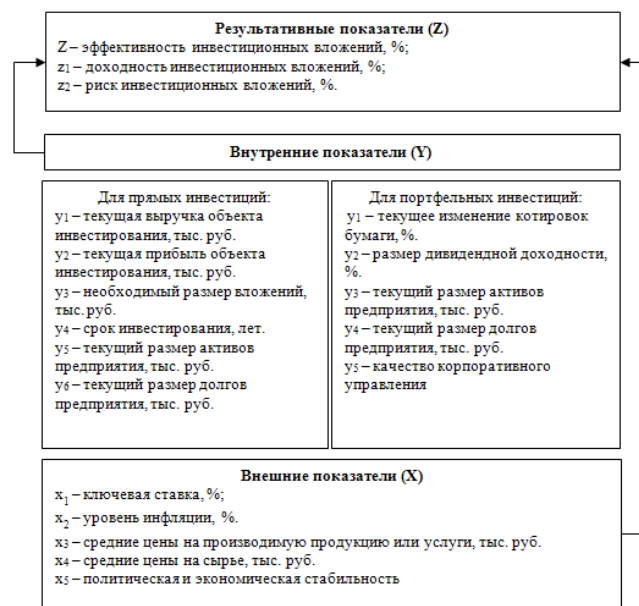 Результативные показатели (Z)
Z – эффективность инвестиционных вложений, %;
z1 – доходность инвестиционных вложений, %;
z2 – риск инвестиционных вложений, %.
Внутренние показатели (Y)
Для прямых инвестиций:
y1 – текущая выручка объекта
инвестирования, тыс. руб.
y2 – текущая прибыль объекта
инвестирования, тыс. руб.
y3 – необходимый размер вложений,
тыс. руб.
y4 – срок инвестирования, лет.
y5 – текущий размер активов
предприятия, тыс. руб.
y6 – текущий размер долгов
предприятия, тыс. руб.
Для портфельных инвестиций:
y1 – текущее изменение котировок
бумаги, %.
y2 – размер дивидендной доходности,
%.
y3 – текущий размер активов
предприятия, тыс. руб.
y4 – текущий размер долгов
предприятия, тыс. руб.
y5 – качество корпоративного
управления
Внешние показатели (X)
x1 – ключевая ставка, %;
x2 – уровень инфляции, %.
x3 – средние цены на производимую продукцию или услуги, тыс. руб.
x4 – средние цены на сырье, тыс. руб.
x5 – политическая и экономическая стабильность